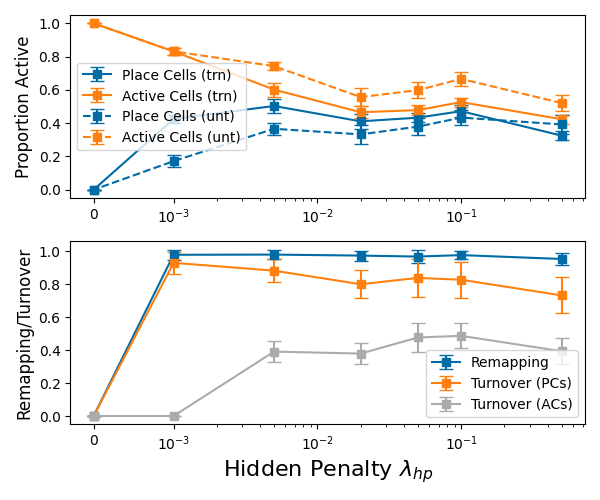 Proportion Active
1.0
0.8
0.6
0.4
0.2
0.0
Place Cells (trn)
Active Cells (trn)
Place Cells (unt)
Active Cells (unt)
0
10⁻³
10⁻²
10⁻¹
Remapping/Turnover
1.0
0.8
0.6
0.4
0.2
0.0
Remapping
Turnover (PCs)
Turnover (ACs)
0
10⁻³
10⁻²
10⁻¹
Hidden Penalty λhp